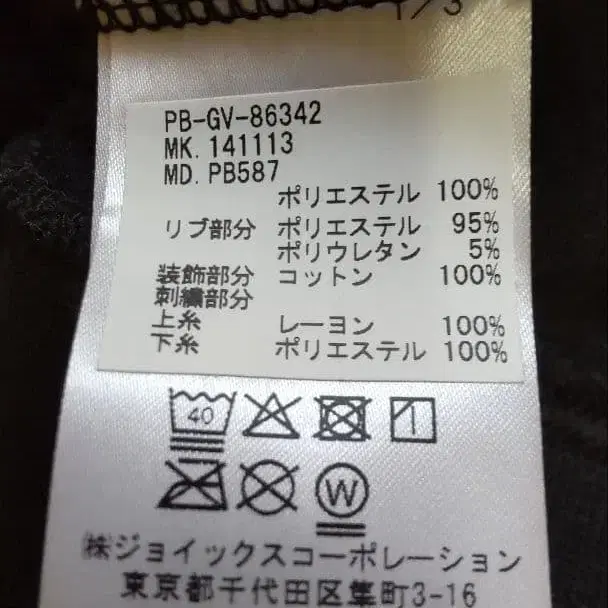 1/3
PB-GV-86342
MK. 141113
MD. PB587
ポリエステル 100%
リブ部分 ポリエステル 95%
ポリウレタン 5%
装飾部分 コットン 100%
刺繍部分
上糸 レーヨン 100%
下糸 ポリエステル 100%
40
W
㈱ジョイックスコーポレーション
東京都千代田区隼町3-16